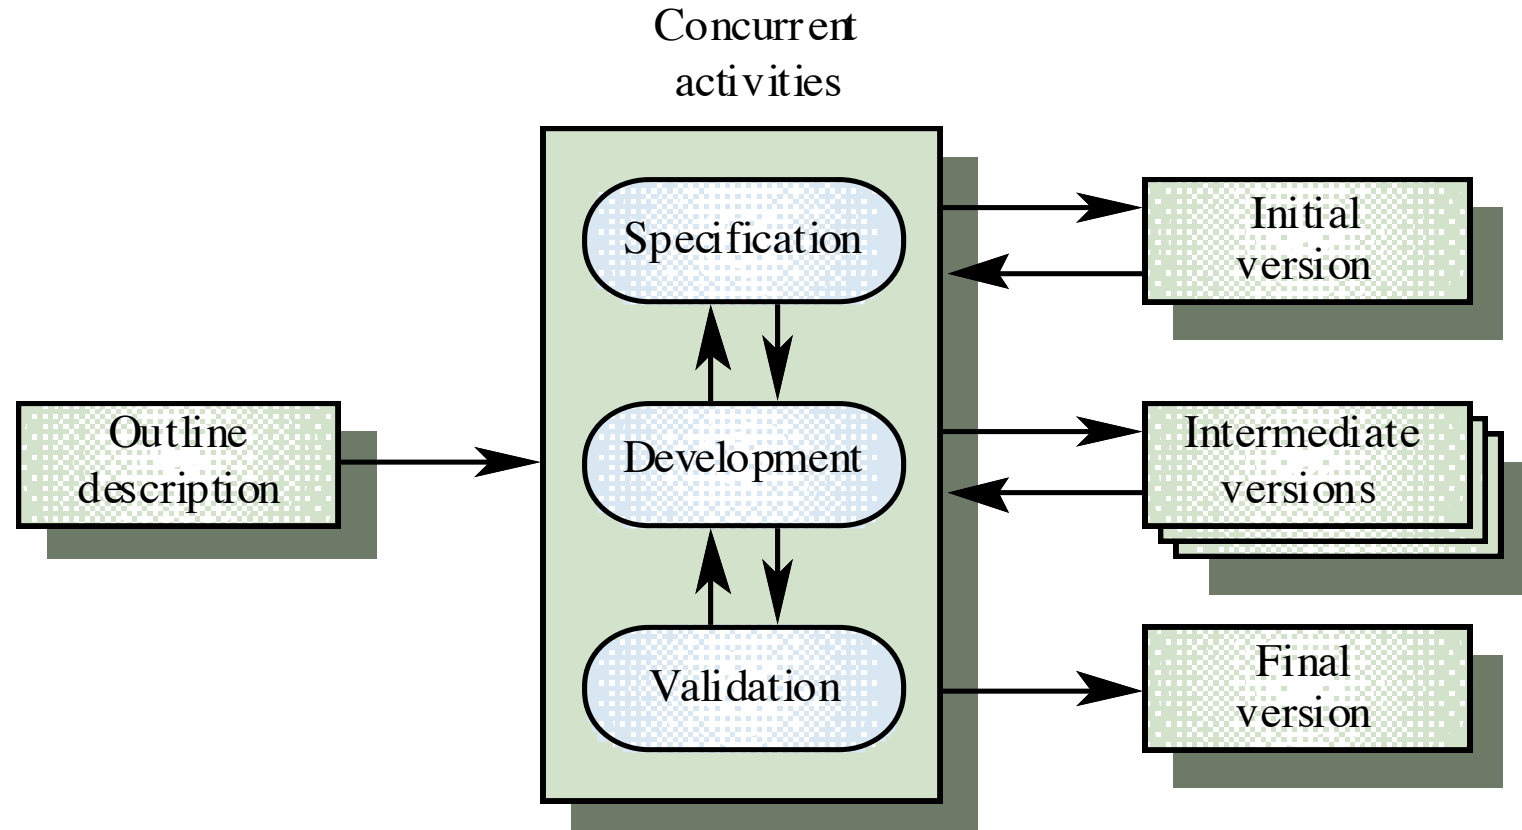 Concurrent
activities
Specification
Initial
version
Outline
description
Development
Intermediate
versions
Validation
Final
version